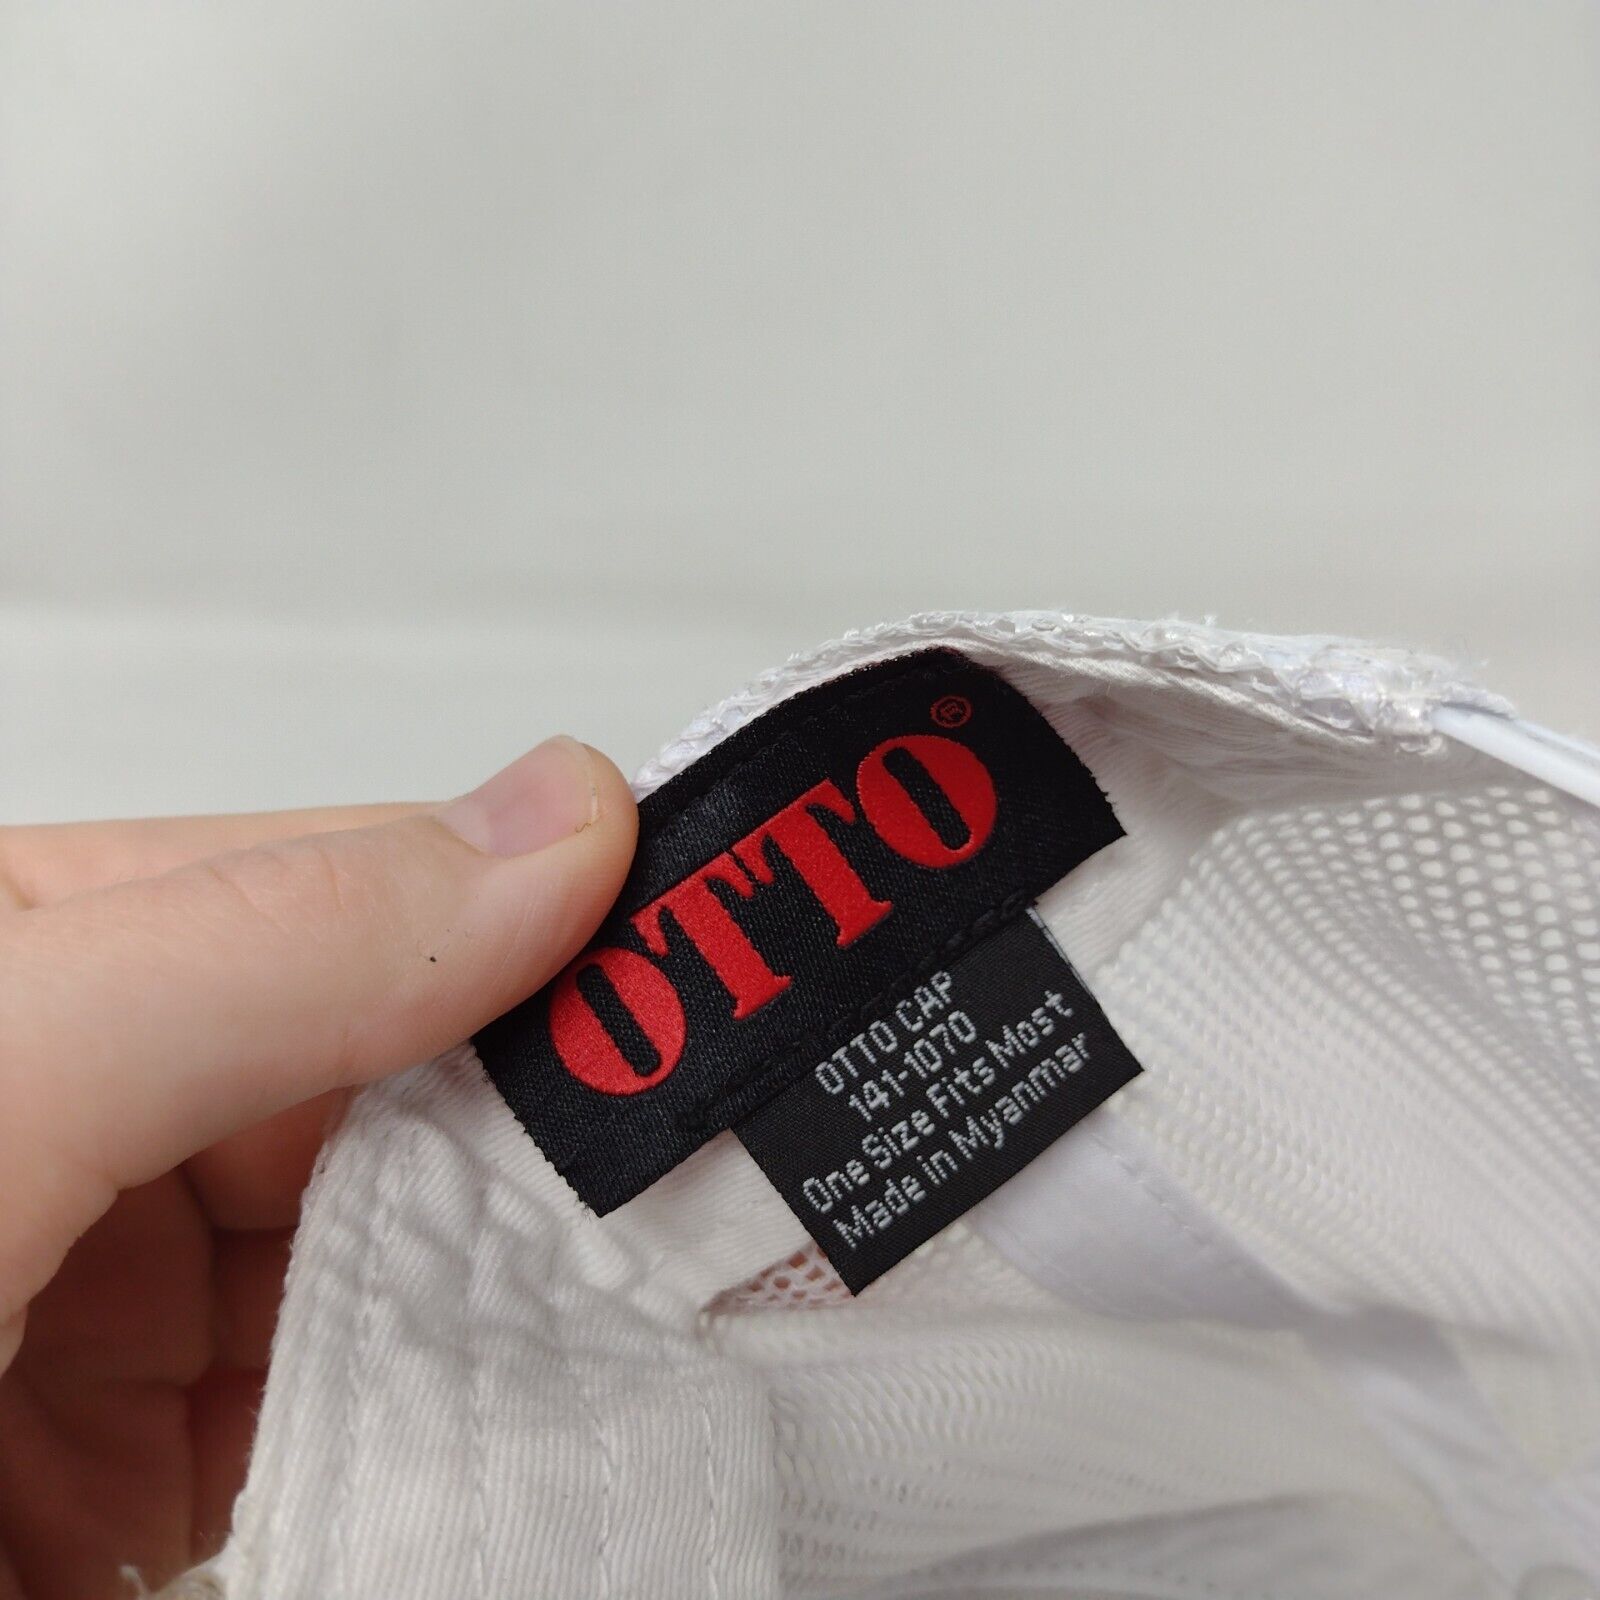 OTTO®
OTTO CAP
141-1070
One Size Fits Most
Made in Myanmar